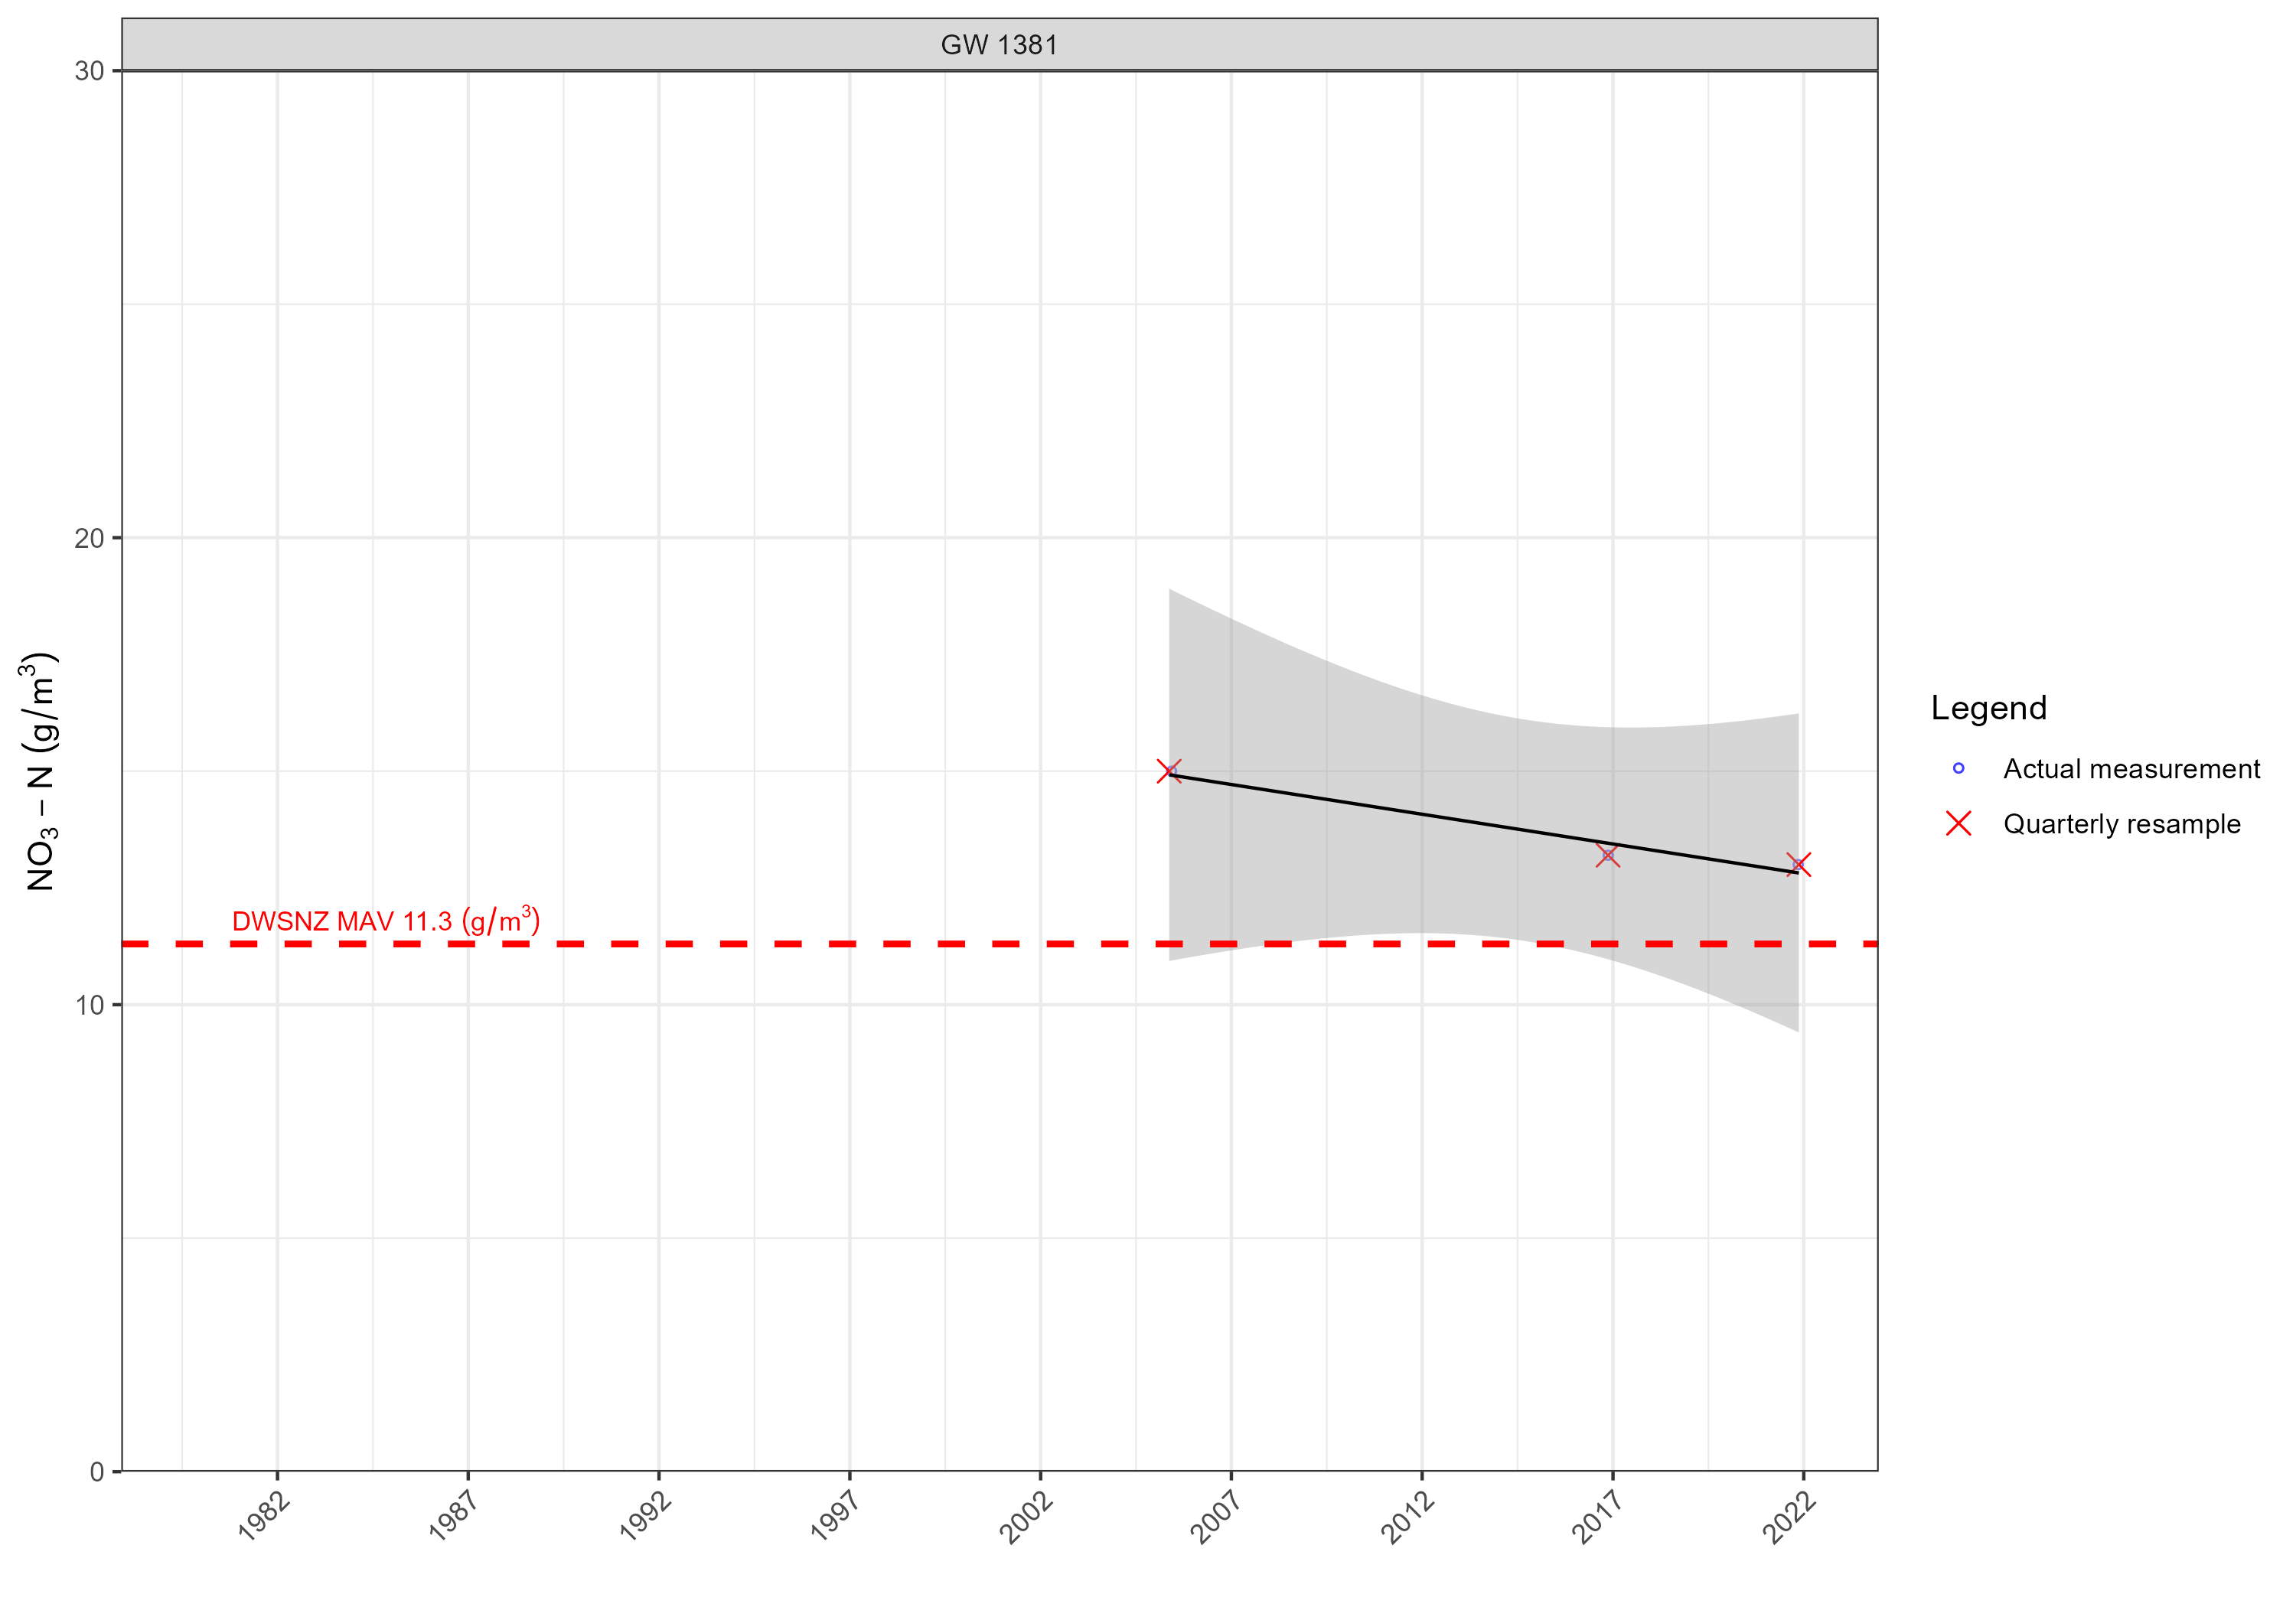 GW 1381
30
20
10
0
NO₃ – N (g/m³)
DWSNZ MAV 11.3 (g/m³)
1982
1987
1992
1997
2002
2007
2012
2017
2022
Legend
Actual measurement
Quarterly resample